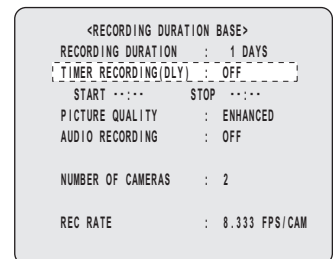 <RECORDING DURATION BASE>
RECORDING DURATION : 1 DAYS
TIMER RECORDING(DLY) : OFF
START --:-- STOP --:--
PICTURE QUALITY : ENHANCED
AUDIO RECORDING : OFF
NUMBER OF CAMERAS : 2
REC RATE : 8.333 FPS/CAM